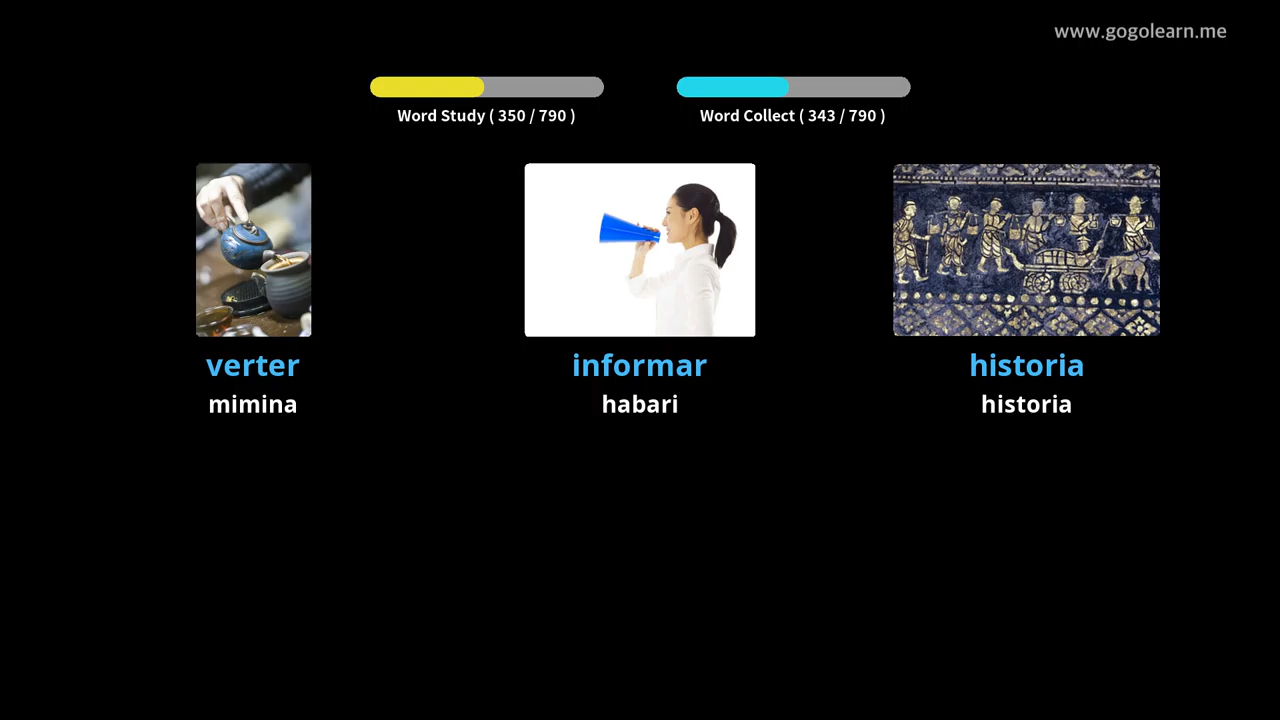 www.gogolearn.me
Word Study ( 350 / 790 )
Word Collect ( 343 / 790 )
verter
mimina
informar
habari
historia
historia